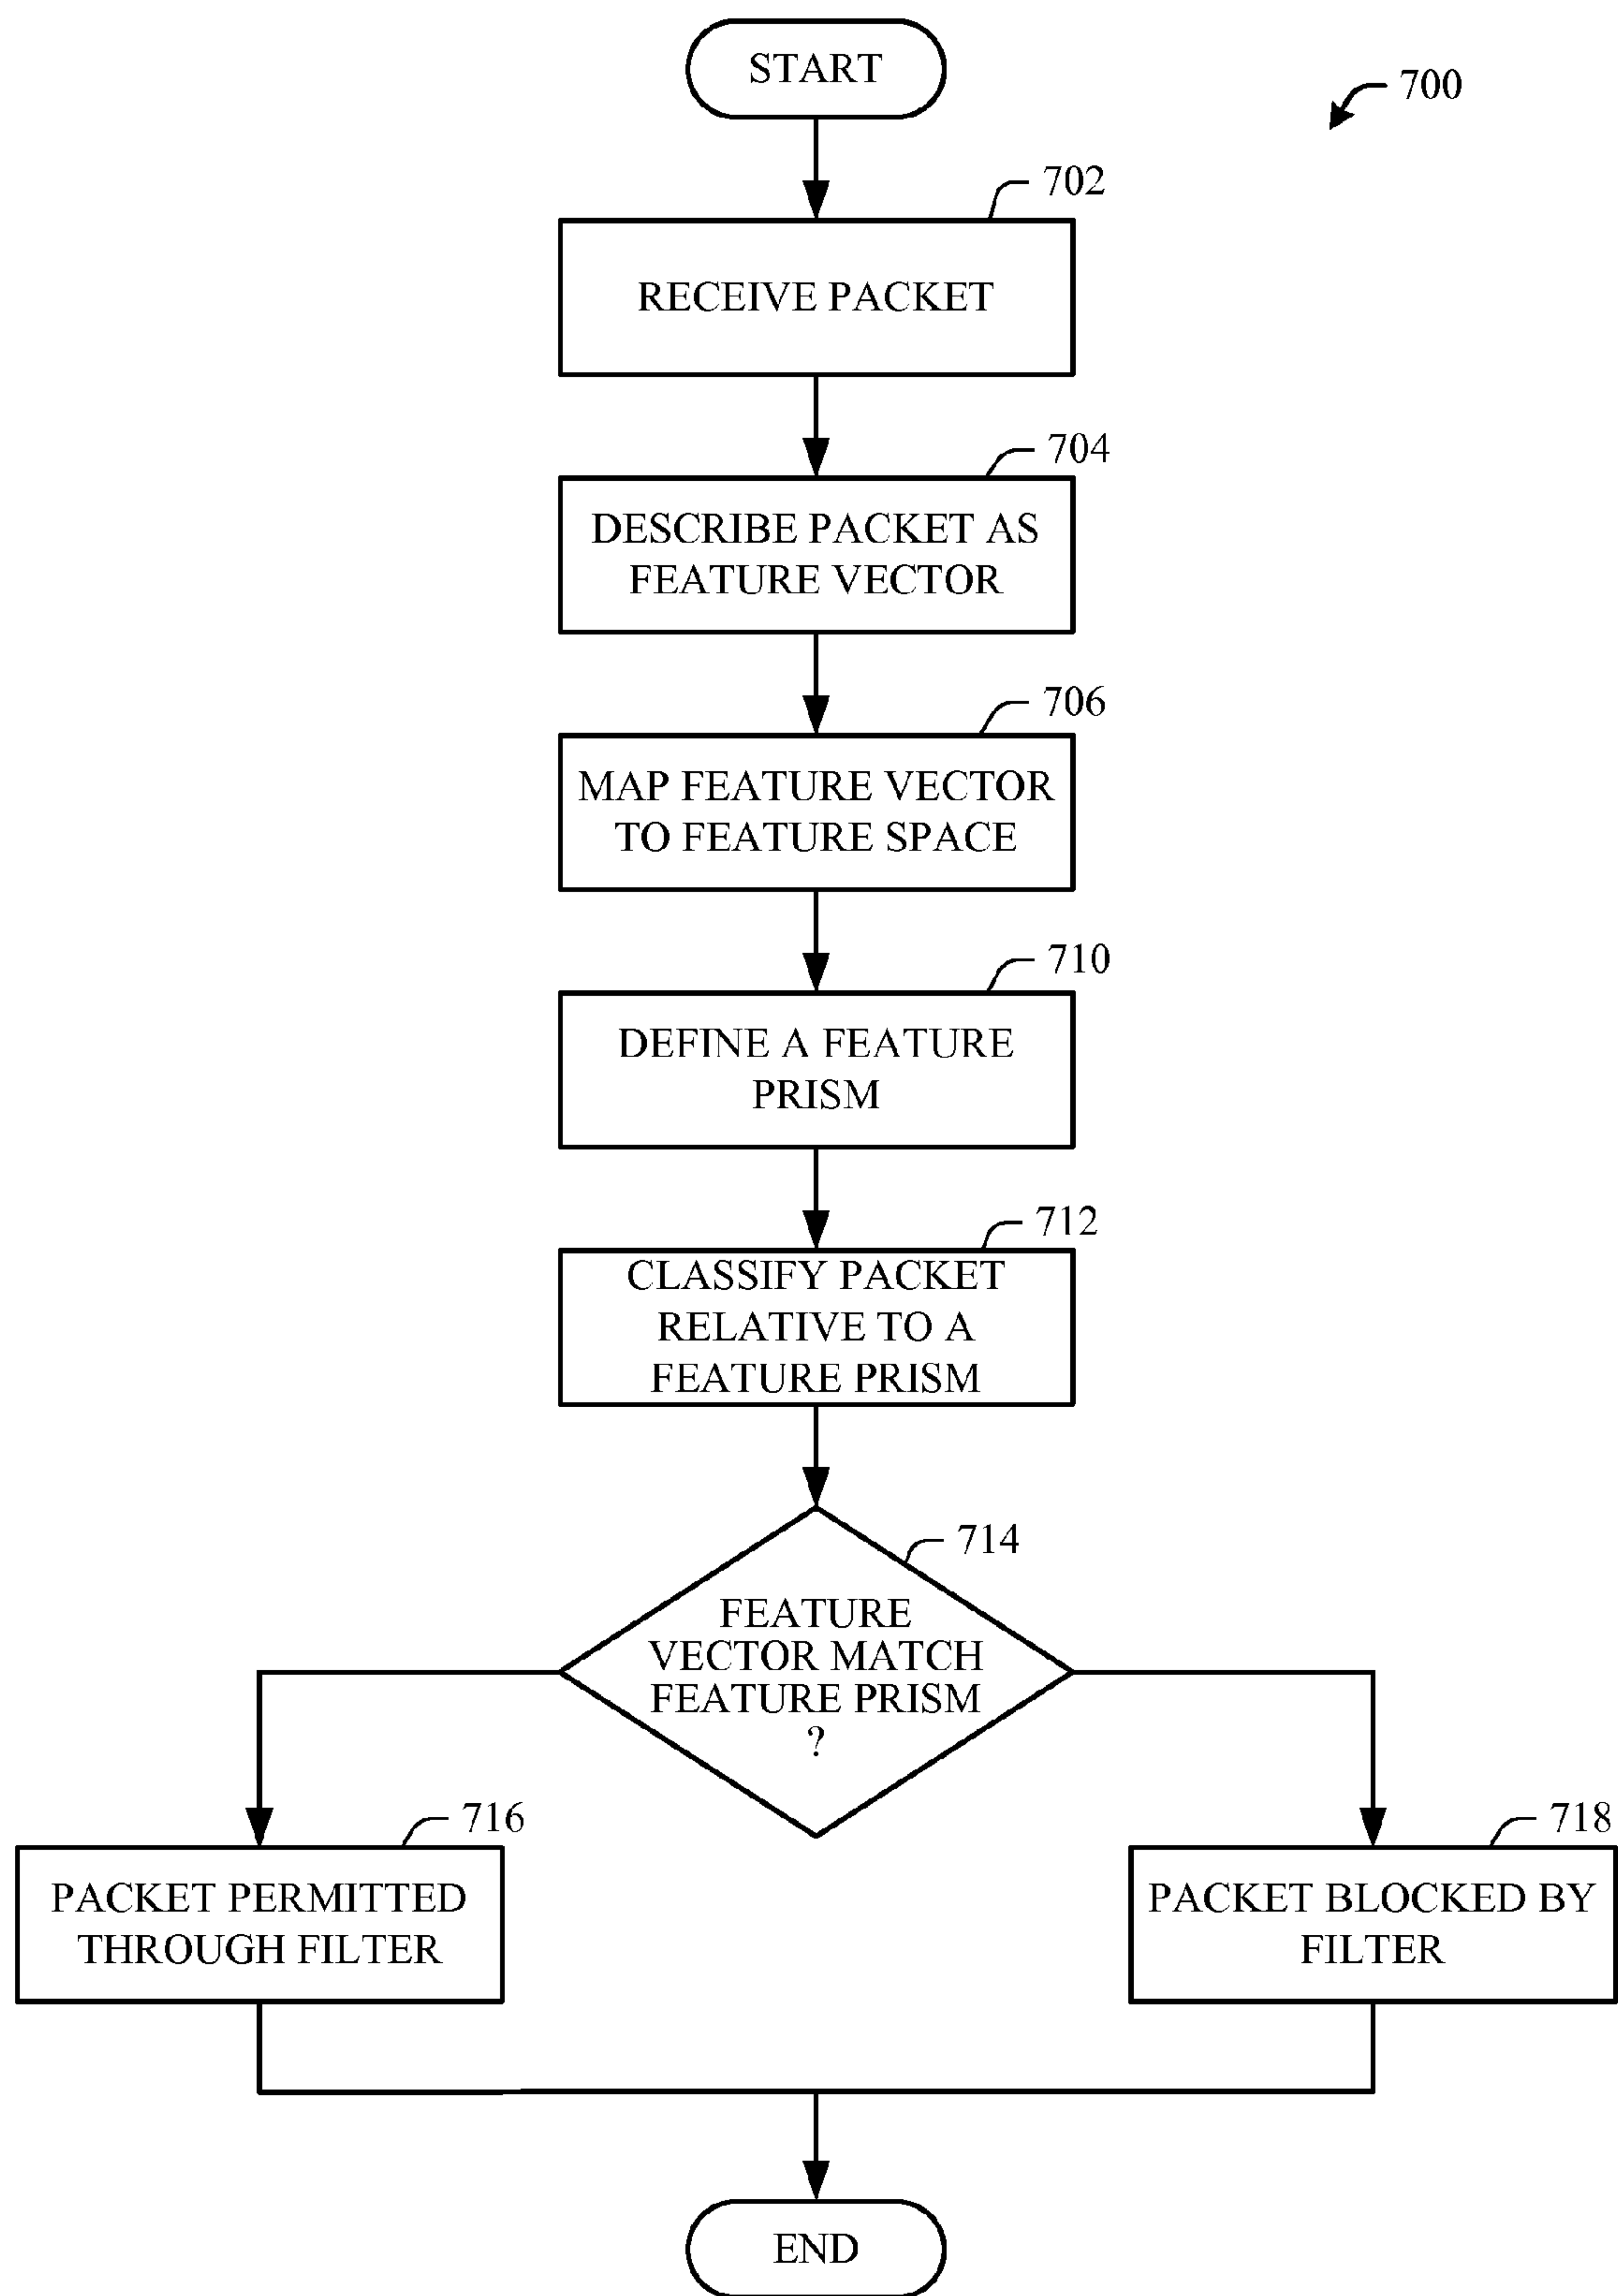 START
700
702
RECEIVE PACKET
704
DESCRIBE PACKET AS
FEATURE VECTOR
706
MAP FEATURE VECTOR
TO FEATURE SPACE
710
DEFINE A FEATURE
PRISM
712
CLASSIFY PACKET
RELATIVE TO A
FEATURE PRISM
714
FEATURE
VECTOR MATCH
FEATURE PRISM
?
716
PACKET PERMITTED
THROUGH FILTER
718
PACKET BLOCKED BY
FILTER
END